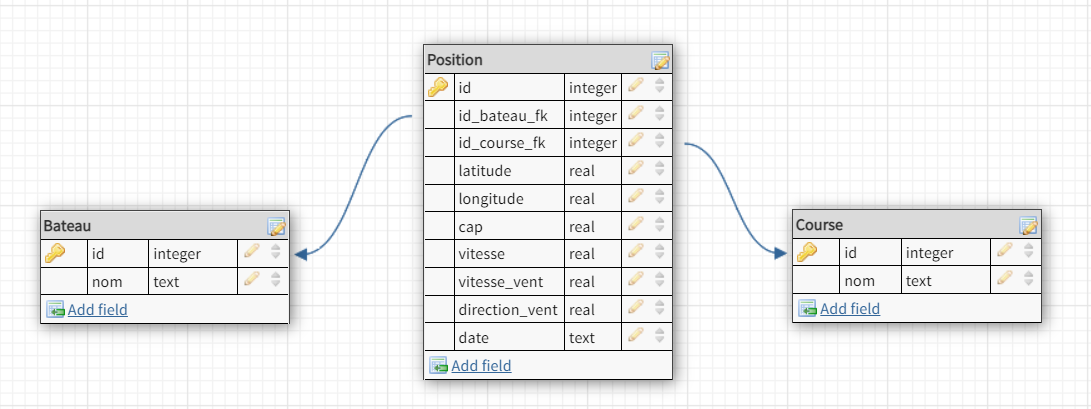 Position
id integer
id_bateau_fk integer
id_course_fk integer
latitude real
longitude real
cap real
vitesse real
vitesse_vent real
direction_vent real
date text
Add field
Bateau
id integer
nom text
Add field
Course
id integer
nom text
Add field